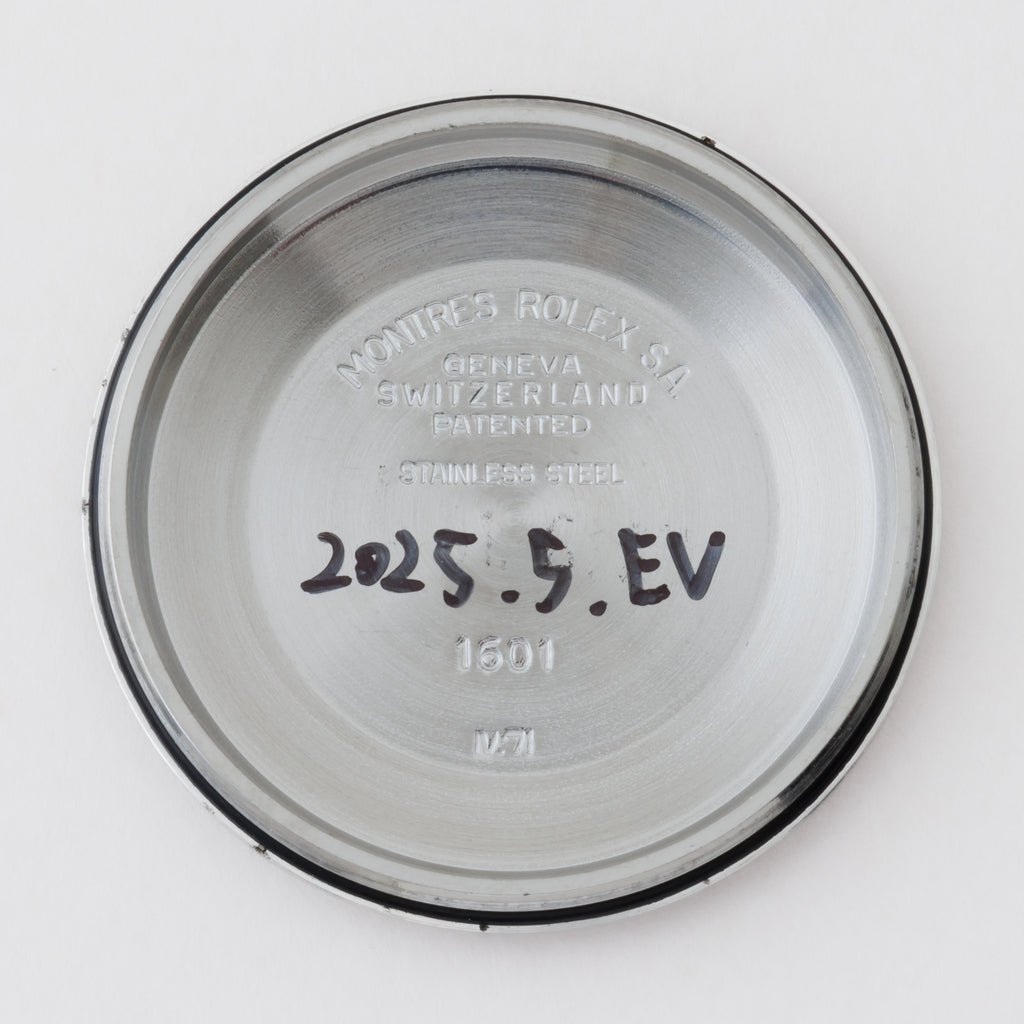 MONTRES ROLEX S.A
GENEVA
SWITZERLAND
PATENTED
STAINLESS STEEL
2025.5.EV
1601
IV.71